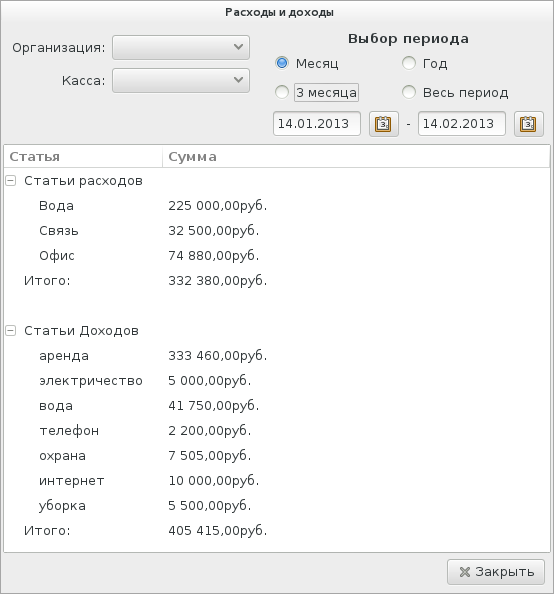 Расходы и доходы
Организация:
Касса:
Выбор периода
Месяц Год
3 месяца Весь период
14.01.2013 - 14.02.2013
Статья Сумма
Статьи расходов
Вода 225 000,00руб.
Связь 32 500,00руб.
Офис 74 880,00руб.
Итого: 332 380,00руб.
Статьи Доходов
аренда 333 460,00руб.
электричество 5 000,00руб.
вода 41 750,00руб.
телефон 2 200,00руб.
охрана 7 505,00руб.
интернет 10 000,00руб.
уборка 5 500,00руб.
Итого: 405 415,00руб.
Закрыть